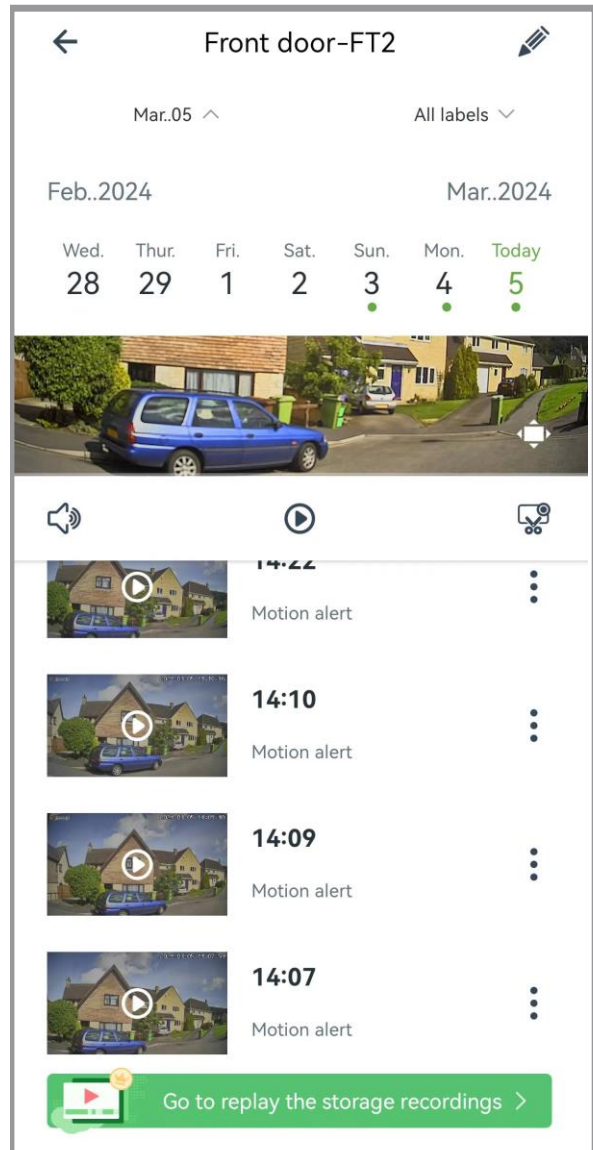 Front door-FT2
Mar..05
All labels
Feb..2024
Mar..2024
Wed. Thur. Fri. Sat. Sun. Mon. Today
28 29 1 2 3 4 5
14:22
Motion alert
14:10
Motion alert
14:09
Motion alert
14:07
Motion alert
Go to replay the storage recordings >